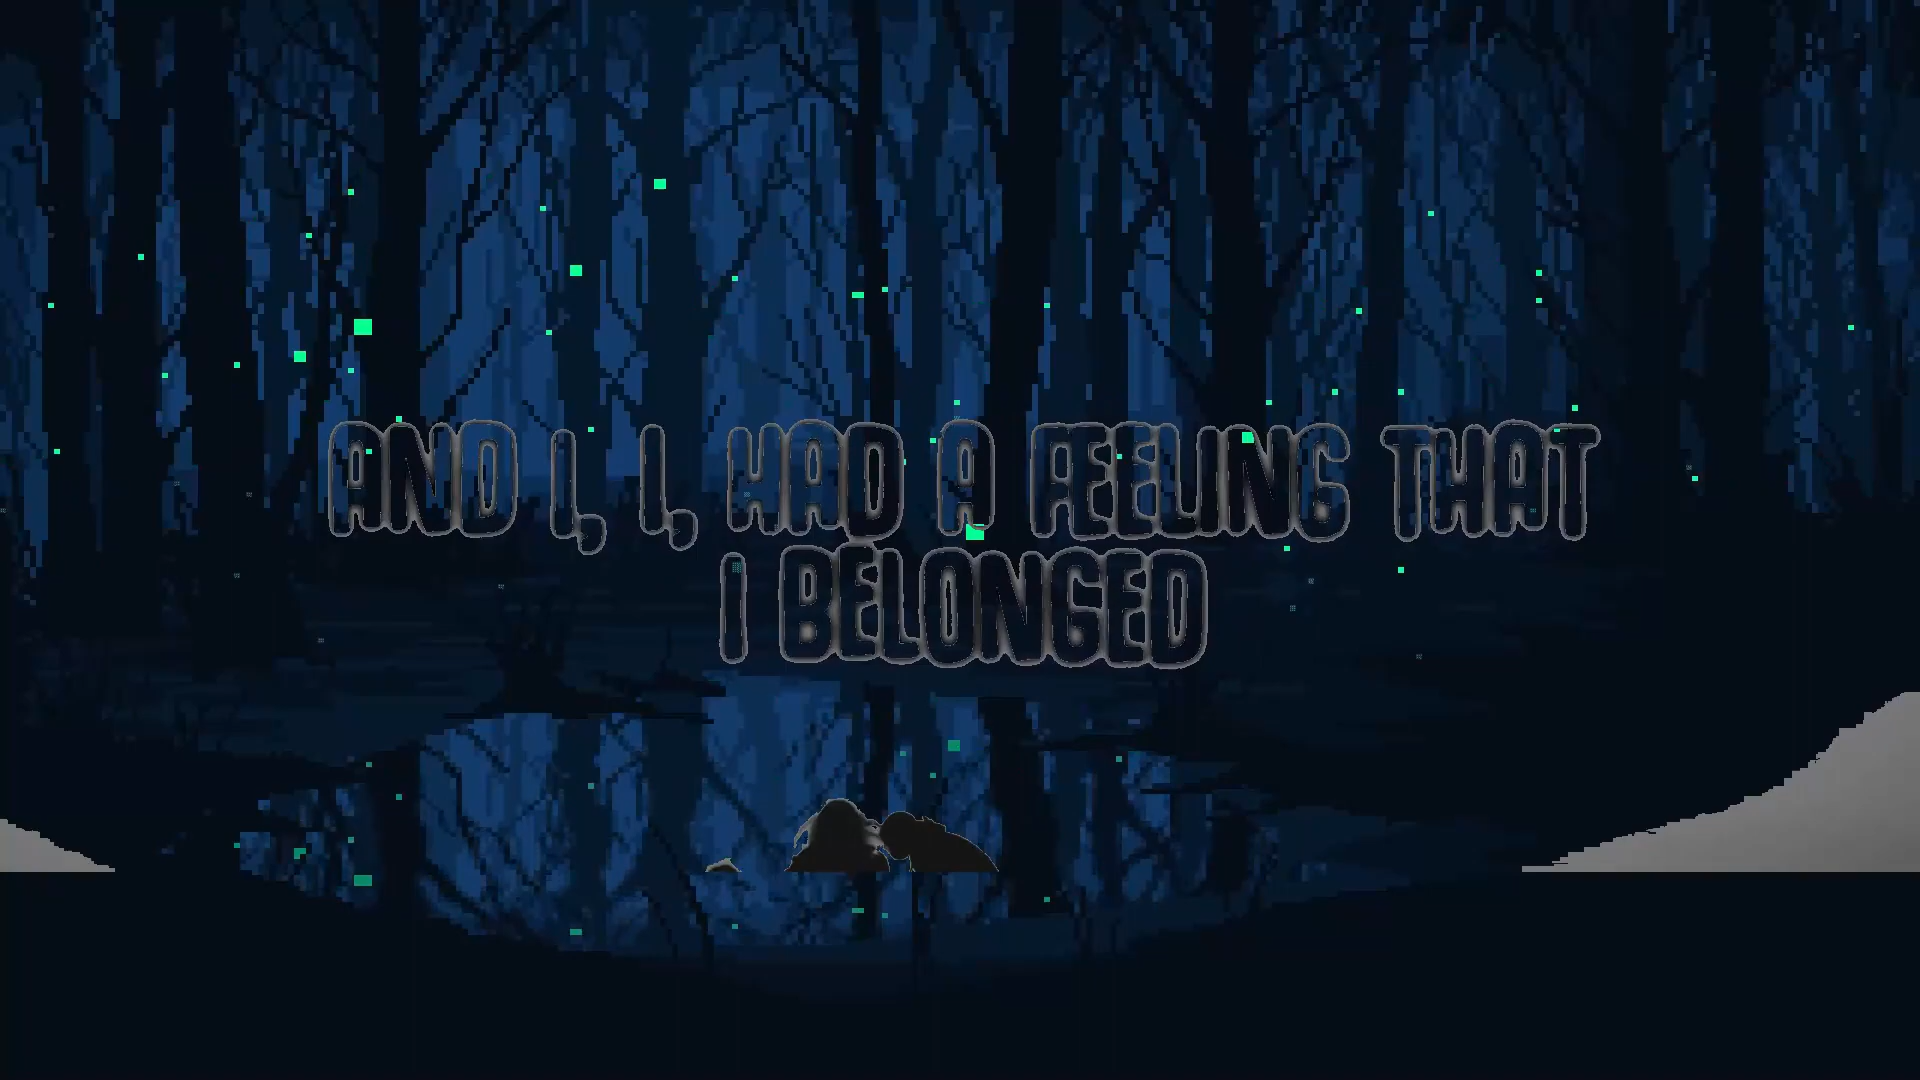 AND I, I, HAD A FEELING THAT
I BELONGED